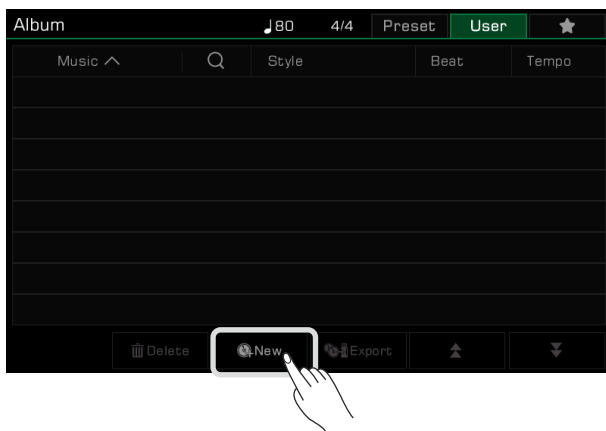 Album ♩80 4/4 Preset User ★
Music Style Beat Tempo
Delete New Export